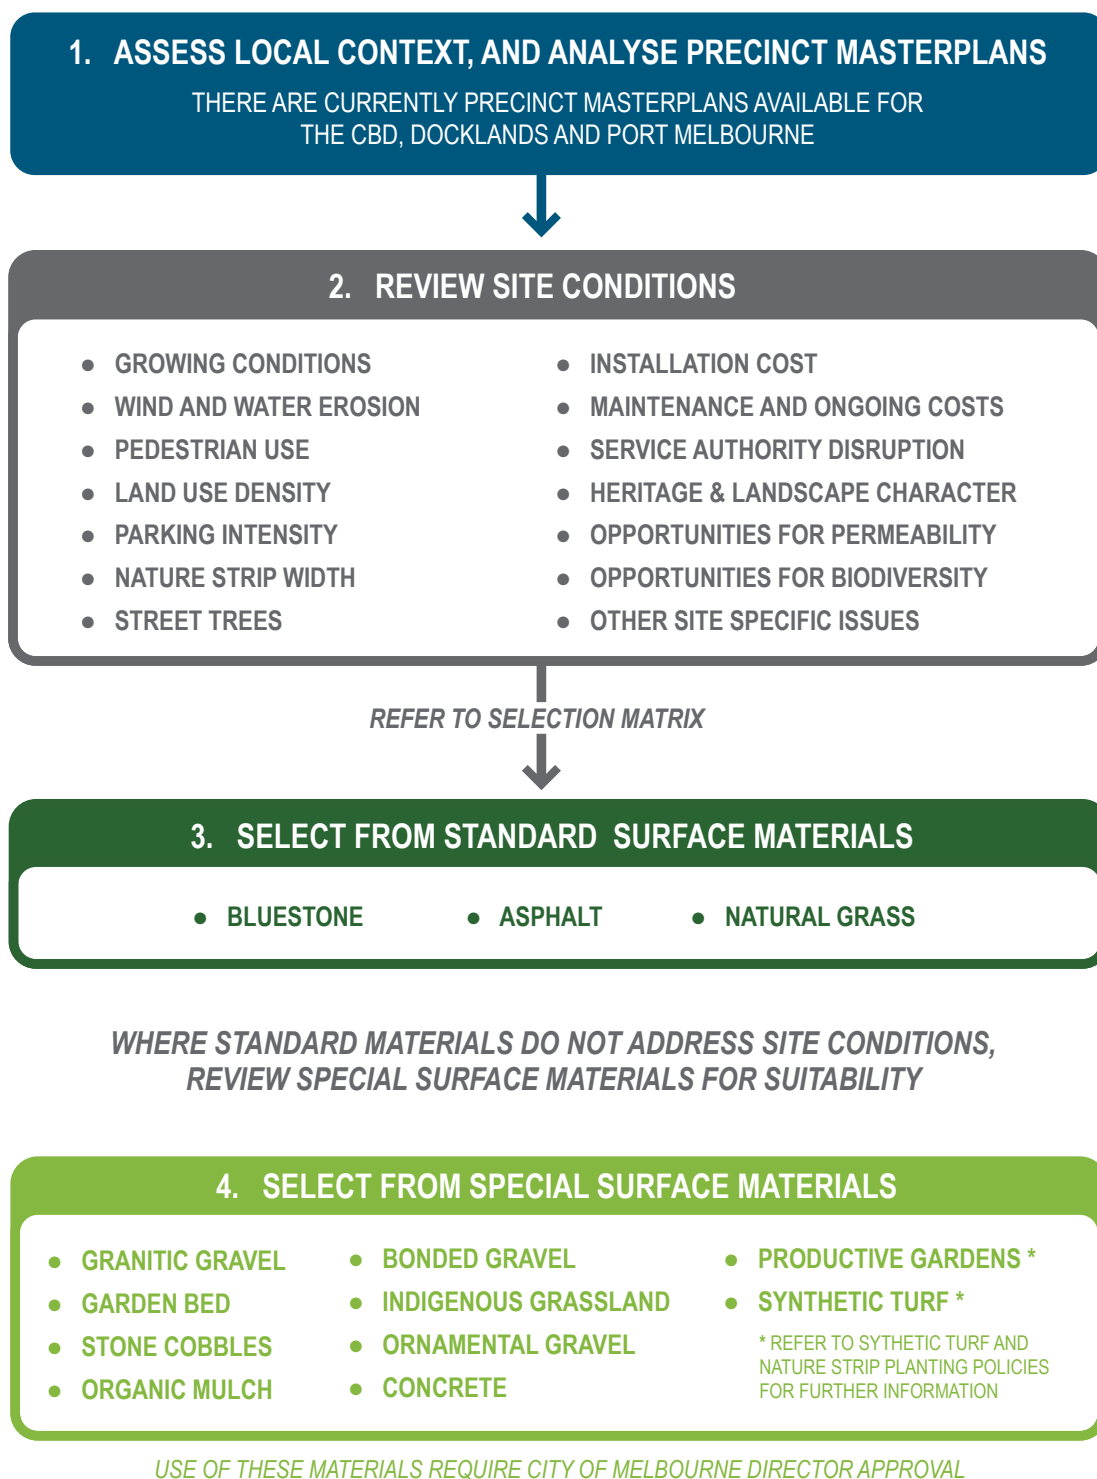 1. ASSESS LOCAL CONTEXT, AND ANALYSE PRECINCT MASTERPLANS
THERE ARE CURRENTLY PRECINCT MASTERPLANS AVAILABLE FOR
THE CBD, DOCKLANDS AND PORT MELBOURNE
2. REVIEW SITE CONDITIONS
● GROWING CONDITIONS
● WIND AND WATER EROSION
● PEDESTRIAN USE
● LAND USE DENSITY
● PARKING INTENSITY
● NATURE STRIP WIDTH
● STREET TREES
● INSTALLATION COST
● MAINTENANCE AND ONGOING COSTS
● SERVICE AUTHORITY DISRUPTION
● HERITAGE & LANDSCAPE CHARACTER
● OPPORTUNITIES FOR PERMEABILITY
● OPPORTUNITIES FOR BIODIVERSITY
● OTHER SITE SPECIFIC ISSUES
REFER TO SELECTION MATRIX
3. SELECT FROM STANDARD SURFACE MATERIALS
● BLUESTONE ● ASPHALT ● NATURAL GRASS
WHERE STANDARD MATERIALS DO NOT ADDRESS SITE CONDITIONS,
REVIEW SPECIAL SURFACE MATERIALS FOR SUITABILITY
4. SELECT FROM SPECIAL SURFACE MATERIALS
● GRANITIC GRAVEL
● GARDEN BED
● STONE COBBLES
● ORGANIC MULCH
● BONDED GRAVEL
● INDIGENOUS GRASSLAND
● ORNAMENTAL GRAVEL
● CONCRETE
● PRODUCTIVE GARDENS *
● SYNTHETIC TURF *
* REFER TO SYTHETIC TURF AND
NATURE STRIP PLANTING POLICIES
FOR FURTHER INFORMATION
USE OF THESE MATERIALS REQUIRE CITY OF MELBOURNE DIRECTOR APPROVAL